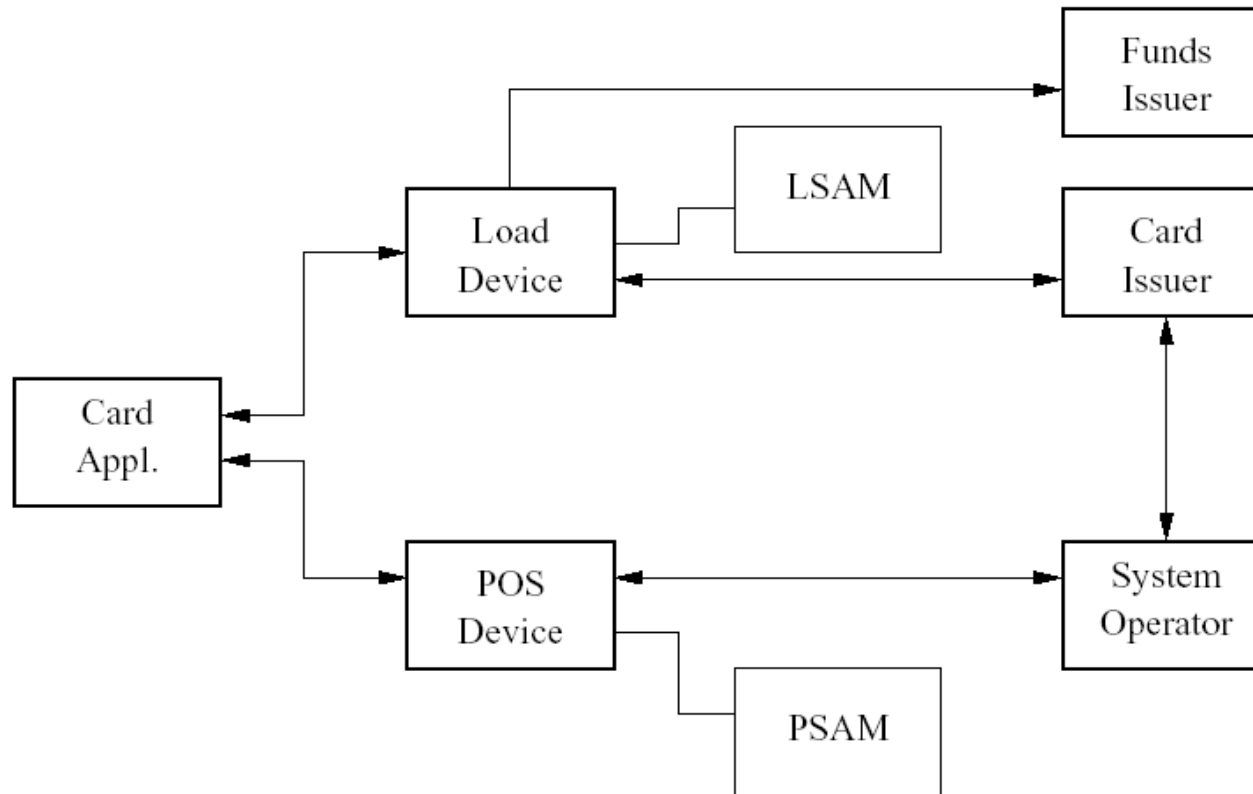 Funds
Issuer
LSAM
Load
Device
Card
Issuer
Card
Appl.
POS
Device
System
Operator
PSAM